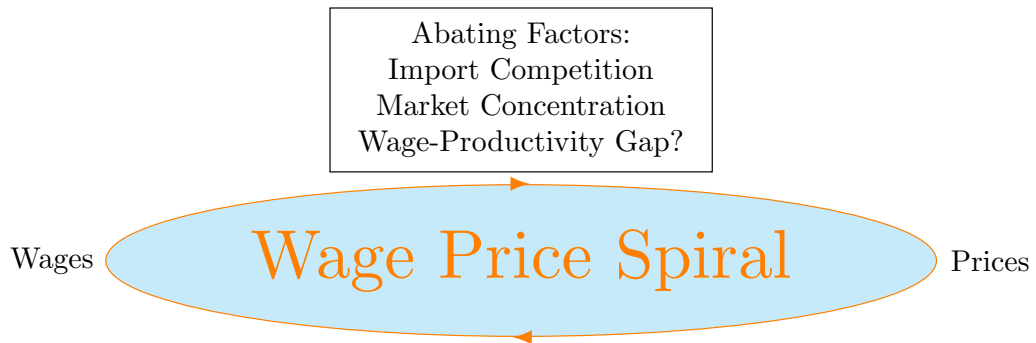 Abating Factors:
Import Competition
Market Concentration
Wage-Productivity Gap?
Wages
Wage Price Spiral
Prices